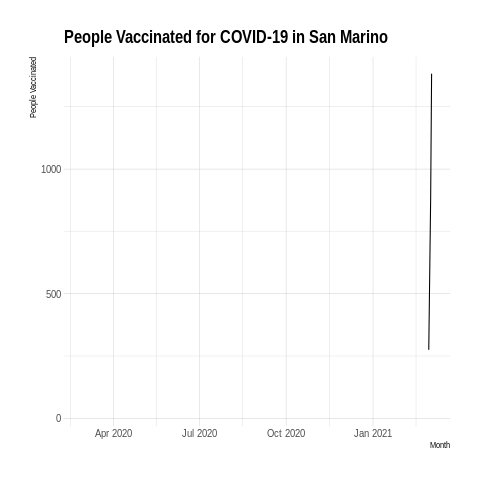 People Vaccinated for COVID-19 in San Marino
People Vaccinated
1000
500
0
Apr 2020
Jul 2020
Oct 2020
Jan 2021
Month